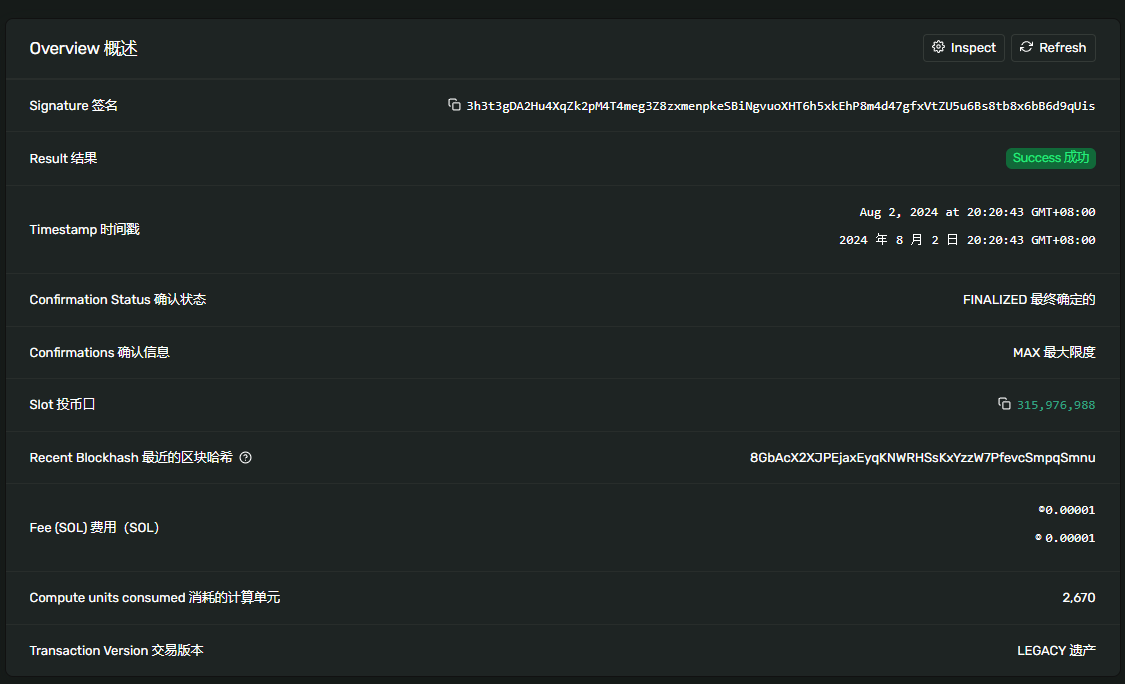 Overview 概述
Inspect
Refresh
Signature 签名
3h3t3gDA2Hu4XqZk2pM4T4meg3Z8zxmenpkeSBiNgvuoXHT6h5xkEhP8m4d47gfxVtZU5u6Bs8tb8x6bB6d9qUis
Result 结果
Success 成功
Timestamp 时间戳
Aug 2, 2024 at 20:20:43 GMT+08:00
2024 年 8 月 2 日 20:20:43 GMT+08:00
Confirmation Status 确认状态
FINALIZED 最终确定的
Confirmations 确认信息
MAX 最大限度
Slot 投币口
315,976,988
Recent Blockhash 最近的区块哈希
8GbAcX2XJPEjaxEyqKNWRHSsKxYzzW7PfevcSmpqSmnu
Fee (SOL) 费用（SOL）
◎0.00001
◎ 0.00001
Compute units consumed 消耗的计算单元
2,670
Transaction Version 交易版本
LEGACY 遗产